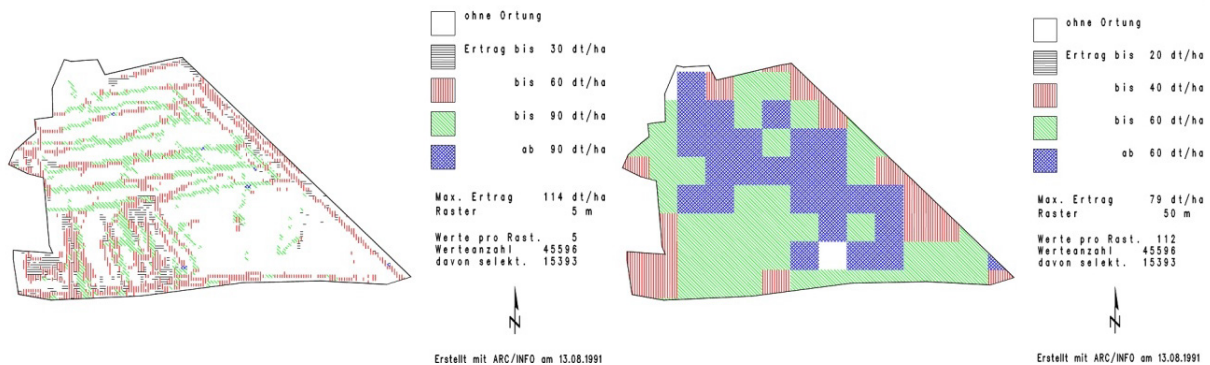 ohne Ortung
Ertrag bis 30 dt/ha
bis 60 dt/ha
bis 90 dt/ha
ab 90 dt/ha
Max. Ertrag 114 dt/ha
Raster 5 m
Werte pro Rast. 5
Werteanzahl 45596
davon selekt. 15393
N
Erstellt mit ARC/INFO am 13.08.1991
ohne Ortung
Ertrag bis 20 dt/ha
bis 40 dt/ha
bis 60 dt/ha
ab 60 dt/ha
Max. Ertrag 79 dt/ha
Raster 50 m
Werte pro Rast. 112
Werteanzahl 45596
davon selekt. 15393
N
Erstellt mit ARC/INFO am 13.08.1991